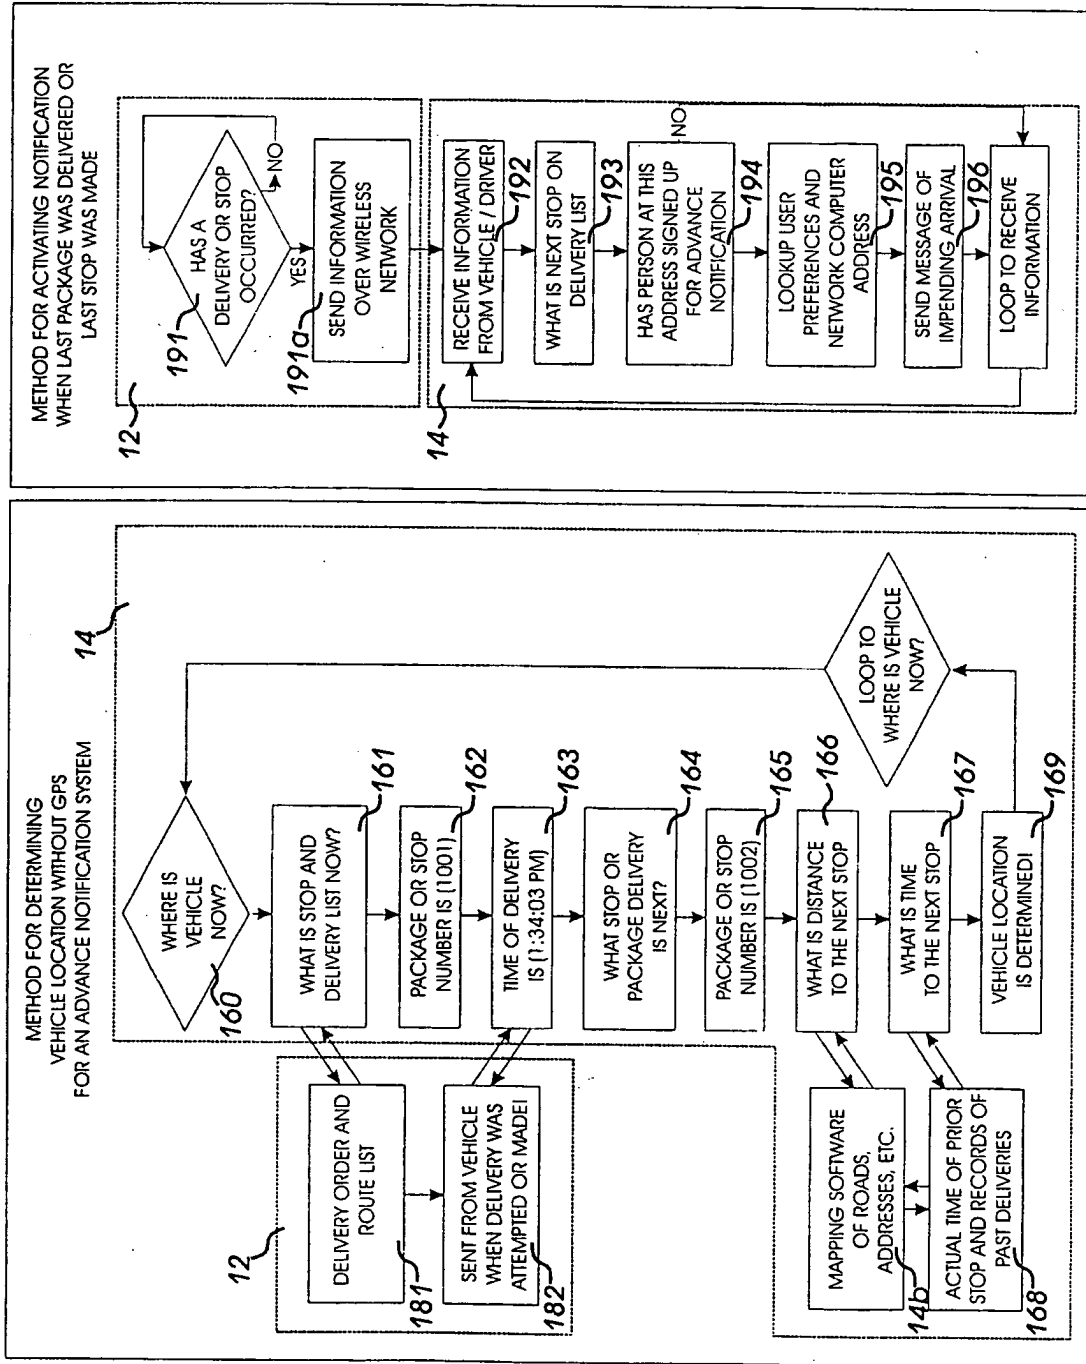 METHOD FOR DETERMINING
VEHICLE LOCATION WITHOUT GPS
FOR AN ADVANCE NOTIFICATION SYSTEM
14
WHERE IS
VEHICLE
NOW?
160
WHAT IS STOP AND
DELIVERY LIST NOW?
161
PACKAGE OR STOP
NUMBER IS (1001)
162
TIME OF DELIVERY
IS (1:34:03 PM)
163
WHAT STOP OR
PACKAGE DELIVERY
IS NEXT?
164
PACKAGE OR STOP
NUMBER IS (1002)
165
WHAT IS DISTANCE
TO THE NEXT STOP
166
WHAT IS TIME
TO THE NEXT STOP
167
VEHICLE LOCATION
IS DETERMINED!
169
LOOP TO
WHERE IS VEHICLE
NOW?
12
DELIVERY ORDER AND
ROUTE LIST
181
SENT FROM VEHICLE
WHEN DELIVERY WAS
ATTEMPTED OR MADE!
182
MAPPING SOFTWARE
OF ROADS,
ADDRESSES, ETC.
14b
ACTUAL TIME OF PRIOR
STOP AND RECORDS OF
PAST DELIVERIES
168
METHOD FOR ACTIVATING NOTIFICATION
WHEN LAST PACKAGE WAS DELIVERED OR
LAST STOP WAS MADE
12
HAS A
DELIVERY OR STOP
OCCURRED?
191
NO
YES
SEND INFORMATION
OVER WIRELESS
NETWORK
191a
14
RECEIVE INFORMATION
FROM VEHICLE / DRIVER
192
WHAT IS NEXT STOP ON
DELIVERY LIST
193
HAS PERSON AT THIS
ADDRESS SIGNED UP
FOR ADVANCE
NOTIFICATION
194
NO
LOOKUP USER
PREFERENCES AND
NETWORK COMPUTER
ADDRESS
195
SEND MESSAGE OF
IMPENDING ARRIVAL
196
LOOP TO RECEIVE
INFORMATION